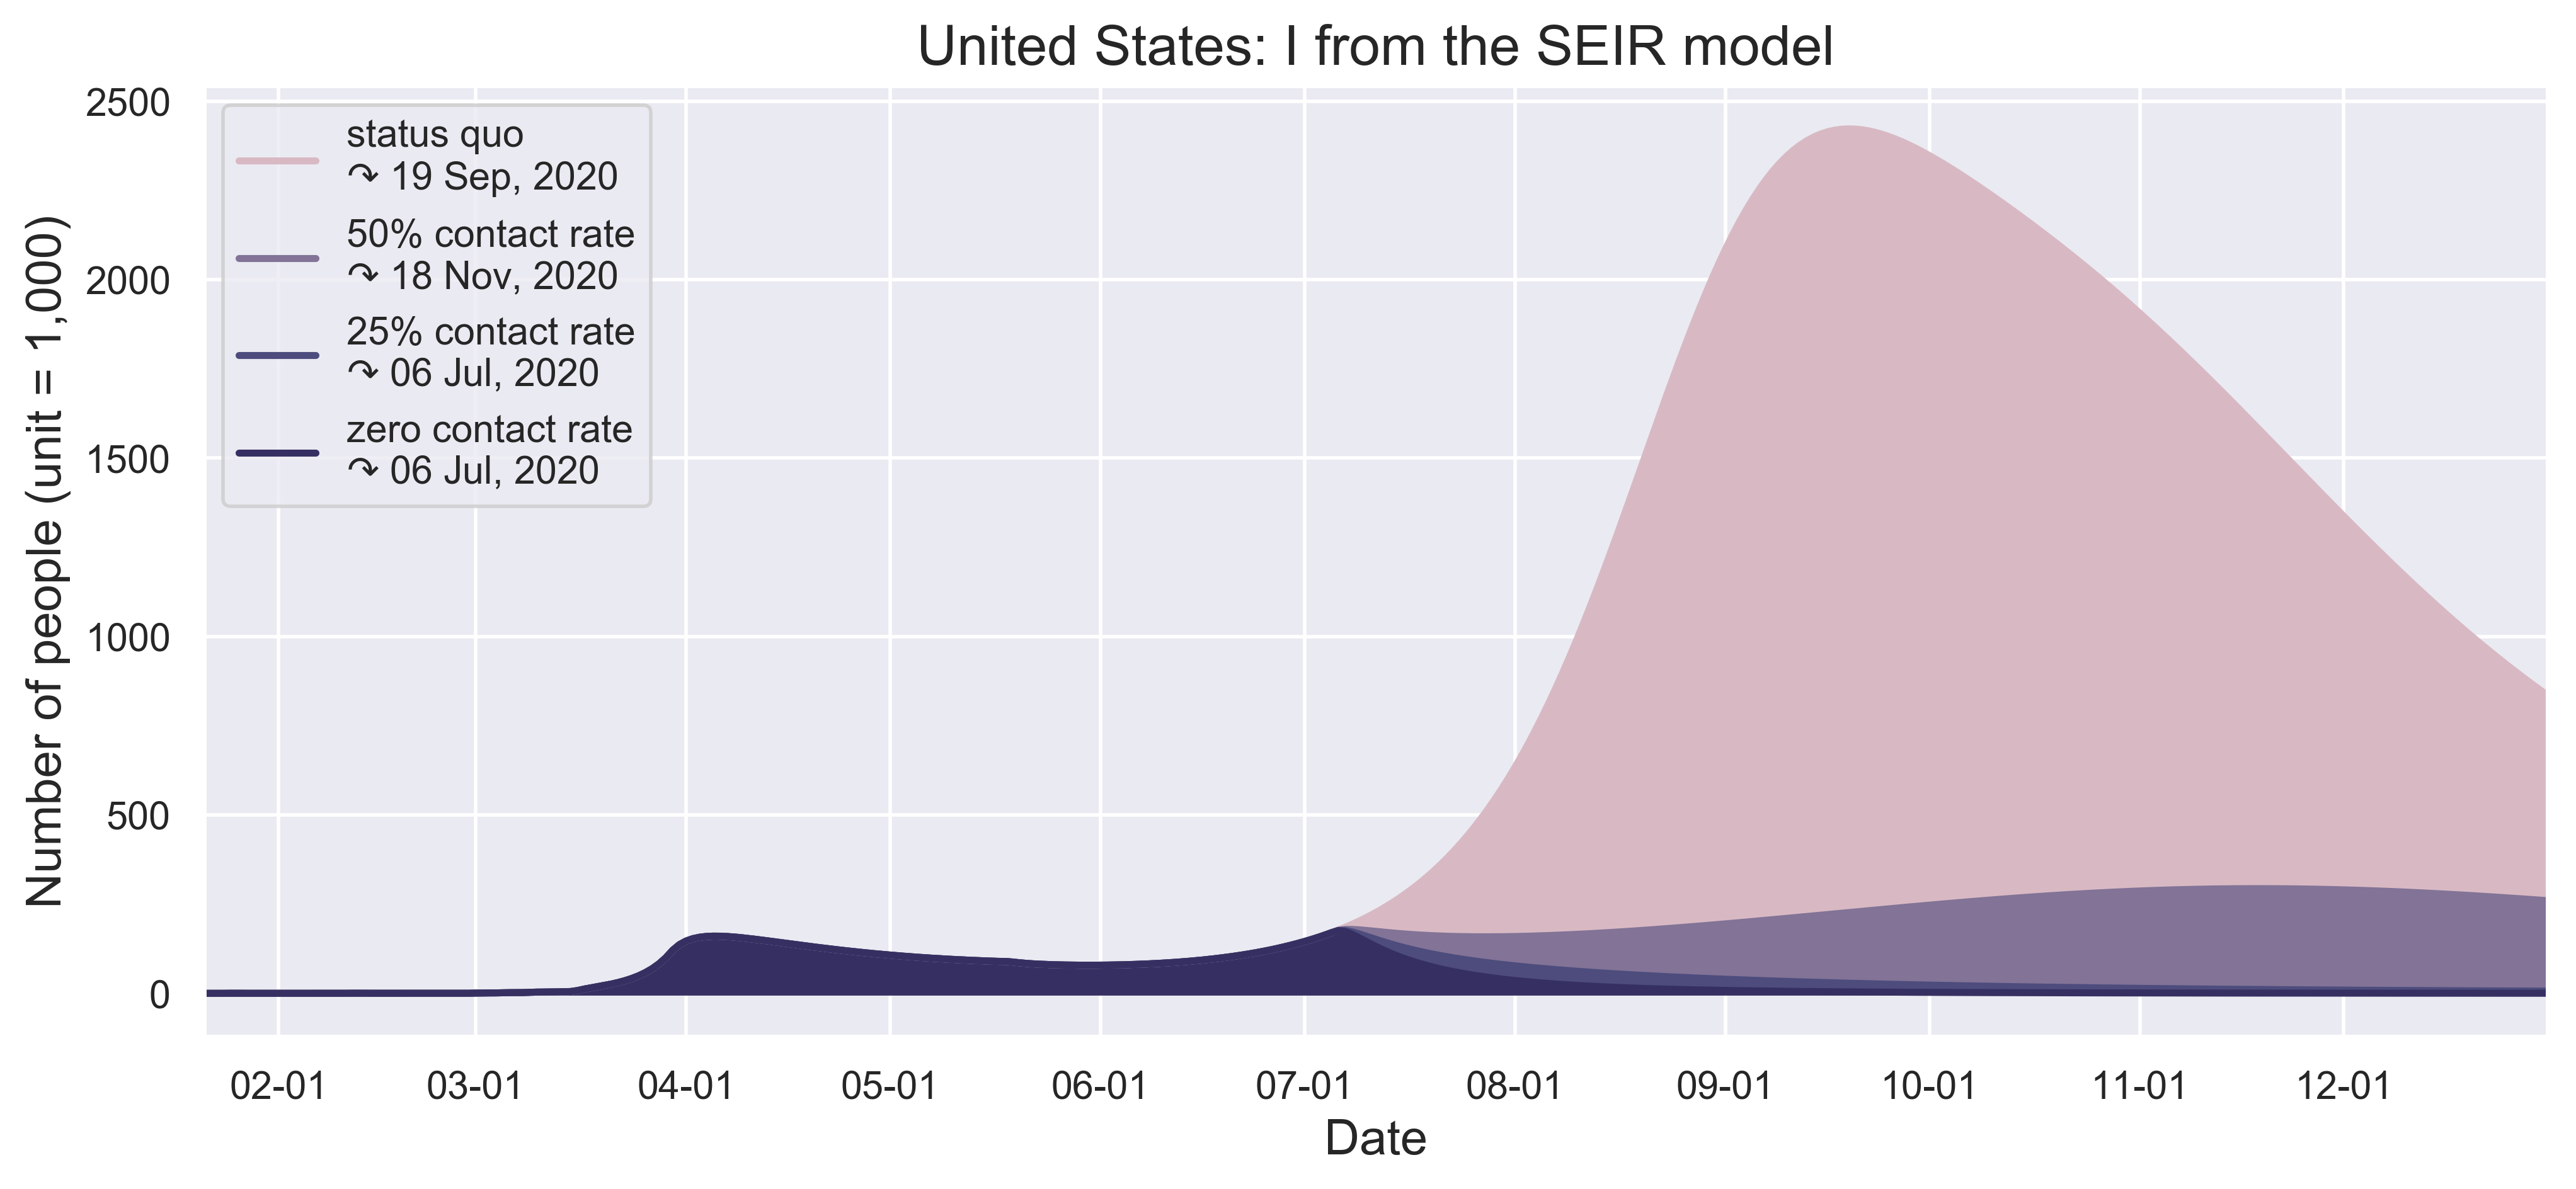 United States: I from the SEIR model
2500
2000
1500
1000
500
0
Number of people (unit = 1,000)
status quo
↷ 19 Sep, 2020
50% contact rate
↷ 18 Nov, 2020
25% contact rate
↷ 06 Jul, 2020
zero contact rate
↷ 06 Jul, 2020
02-01 03-01 04-01 05-01 06-01 07-01 08-01 09-01 10-01 11-01 12-01
Date